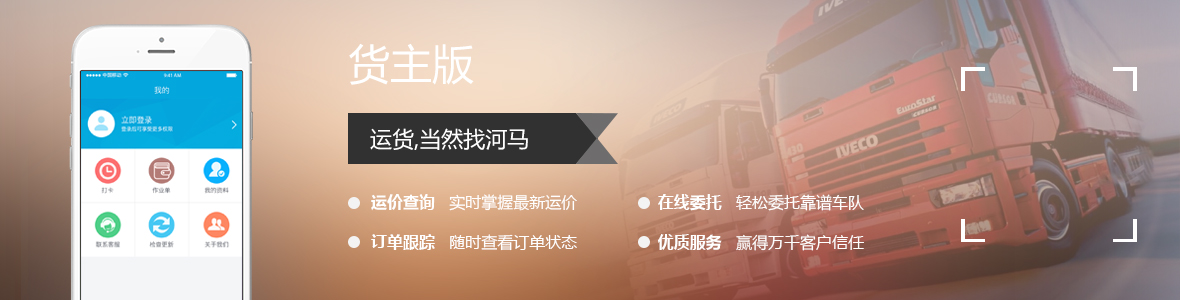 中国移动
9:41 AM
我的
立即登录
登录后可享受更多权限
打卡
作业单
我的资料
联系客服
检查更新
关于我们
货主版
运货,当然找河马
运价查询 实时掌握最新运价
在线委托 轻松委托靠谱车队
订单跟踪 随时查看订单状态
优质服务 赢得万千客户信任
EuroStar
CURSOR
IVECO